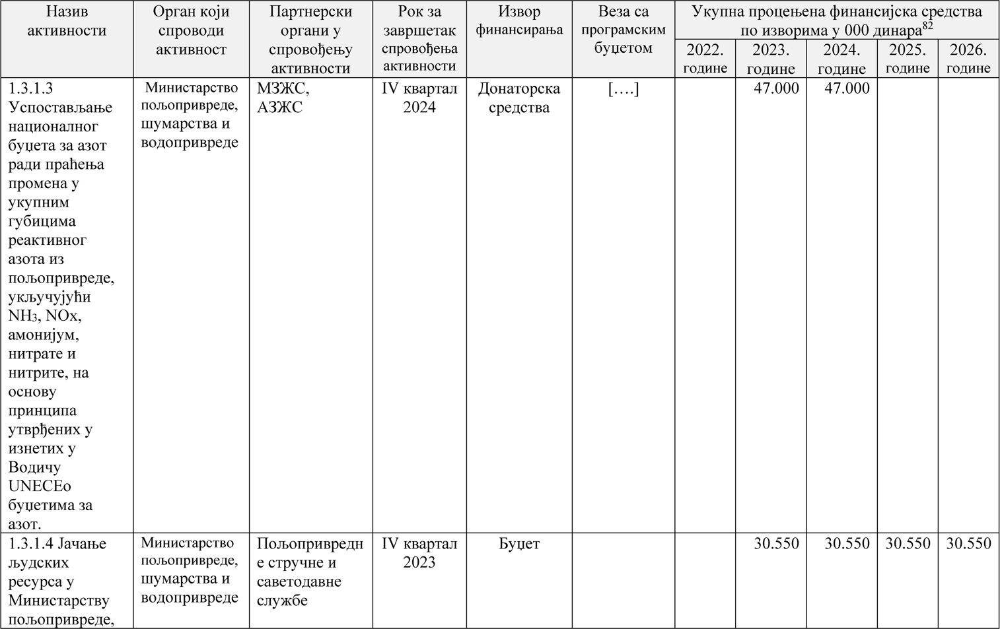 Назив
активности
Орган који
спроводи
активност
Партнерски
органи у
спровођењу
активности
Рок за
завршетак
спровођења
активности
Извор
финансирања
Веза са
програмским
буџетом
Укупна процењена финансијска средства
по изворима у 000 динара82
2022.
године
2023.
године
2024.
године
2025.
године
2026.
године
1.3.1.3
Успостављање
националног
буџета за азот
ради праћења
промена у
укупним
губицима
реактивног
азота из
пољопривреде,
укључујући
NH3, NOx,
амонијум,
нитрате и
нитрите, на
основу
принципа
утврђених у
изнетих у
Водичу
UNECEo
буџетима за
азот.
Министарство
пољопривреде,
шумарства и
водопривреде
МЗЖС,
АЗЖС
IV квартал
2024
Донаторска
средства
[….]
47.000
47.000
1.3.1.4 Јачање
људских
ресурса у
Министарству
пољопривреде,
Министарство
пољопривреде,
шумарства и
водопривреде
Пољопривредн
е стручне и
саветодавне
службе
IV квартал
2023
Буџет
30.550
30.550
30.550
30.550